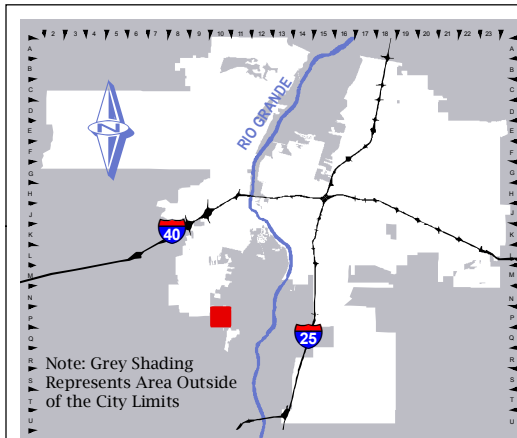 2 3 4 5 6 7 8 9 10 11 12 13 14 15 16 17 18 19 20 21 22 23
A
B
C
D
E
F
G
H
J
K
L
M
N
P
Q
R
S
T
U
N
RIO GRANDE
40
25
Note: Grey Shading
Represents Area Outside
of the City Limits
A
B
C
D
E
F
G
H
J
K
L
M
N
P
Q
R
S
T
U